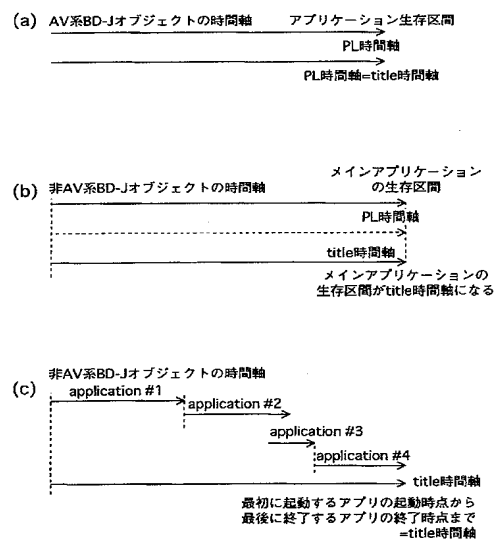 (a) AV系BD-Jオブジェクトの時間軸 アプリケーション生存区間
PL時間軸
PL時間軸=title時間軸
(b) 非AV系BD-Jオブジェクトの時間軸
メインアプリケーション
の生存区間
PL時間軸
title時間軸
メインアプリケーションの
生存区間がtitle時間軸になる
(c) 非AV系BD-Jオブジェクトの時間軸
application #1
application #2
application #3
application #4
title時間軸
最初に起動するアプリの起動時点から
最後に終了するアプリの終了時点まで
=title時間軸